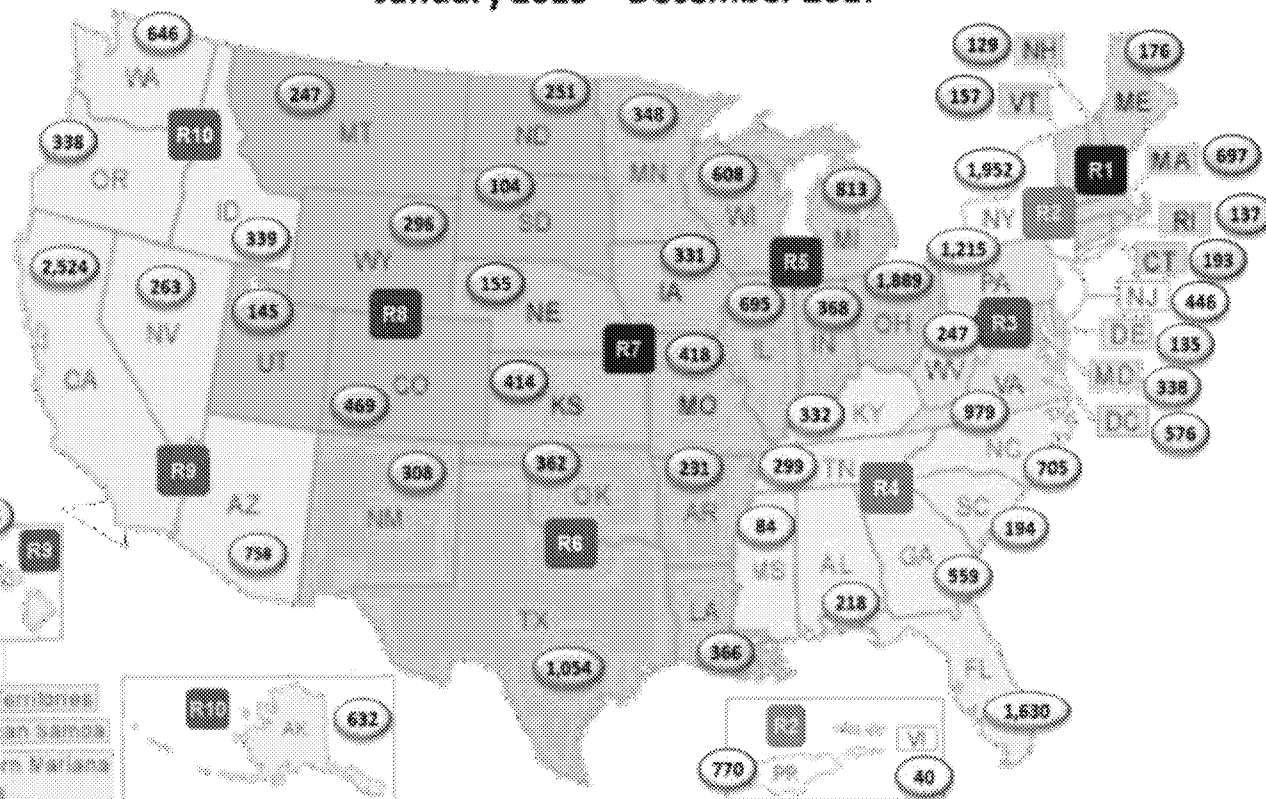 646
WA
R10
338
OR
ID
339
247
MT
251
ND
348
MN
104
SD
296
WY
608
WI
813
MI
129
NH
157
VT
176
ME
1,952
NY
R2
R1
MA
697
RI
137
CT
193
NJ
446
DE
135
MD
338
DC
576
2,524
CA
263
NV
145
UT
R8
469
CO
155
NE
331
IA
R5
695
IL
368
IN
1,889
OH
1,215
PA
R3
247
WV
VA
979
R7
418
MO
414
KS
332
KY
299
TN
R4
NC
705
SC
194
R9
AZ
758
308
NM
362
OK
R6
231
AR
84
MS
AL
218
GA
559
TX
1,054
LA
366
FL
1,630
R9
R10
AK
632
an Samoa
rn Mariana
R2
VI
770
PR
40